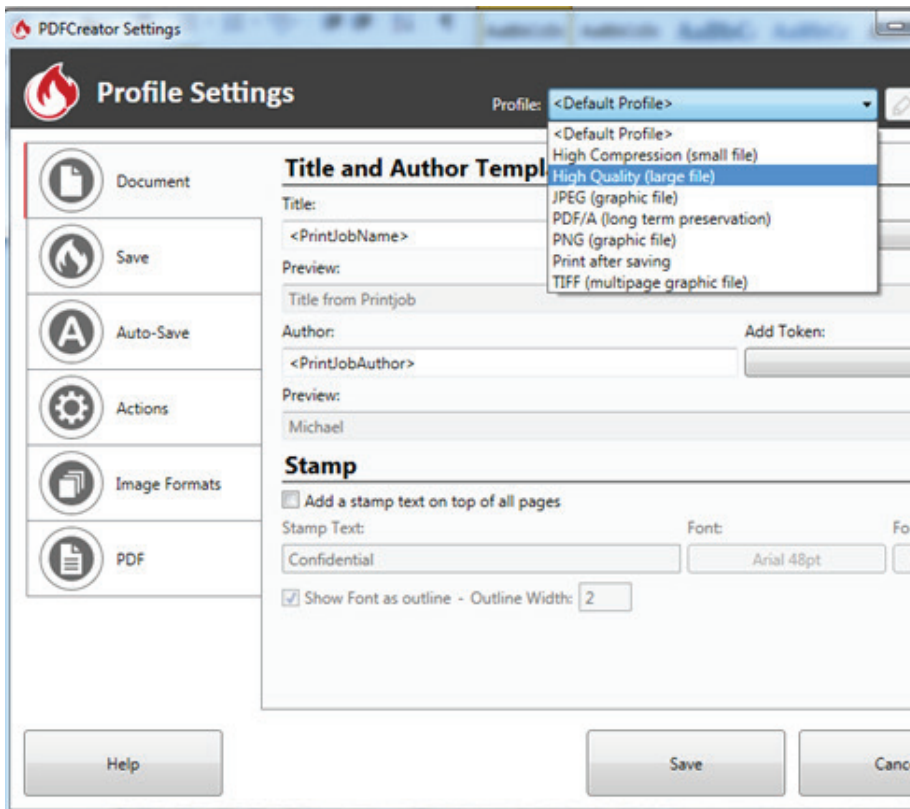 PDFCreator Settings
Profile Settings
Profile: <Default Profile>
<Default Profile>
High Compression (small file)
High Quality (large file)
JPEG (graphic file)
PDF/A (long term preservation)
PNG (graphic file)
Print after saving
TIFF (multipage graphic file)
Document
Save
Auto-Save
Actions
Image Formats
PDF
Title and Author Templ
Title:
<PrintJobName>
Preview:
Title from Printjob
Author: Add Token:
<PrintJobAuthor>
Preview:
Michael
Stamp
Add a stamp text on top of all pages
Stamp Text: Font: Fo
Confidential Arial 48pt
Show Font as outline - Outline Width: 2
Help Save Canc